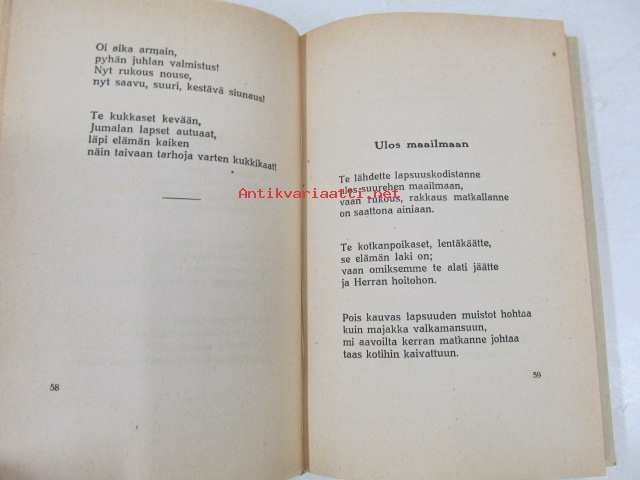 Oi aika armain,
pyhän juhlan valmistus!
Nyt rukous nouse,
nyt saavu, suuri, kestävä siunaus!
Te kukkaset kevään,
Jumalan lapset autuaat,
läpi elämän kaiken
näin taivaan tarhoja varten kukkikaat!
58
Antikvariaatti.net
Ulos maailmaan
Te lähdette lapsuuskodistanne
ulos suurehen maailmaan,
vaan rukous, rakkaus matkallanne
on saattona ainiaan.
Te kotkanpoikaset, lentäkäätte,
se elämän laki on;
vaan omiksemme te alati jäätte
ja Herran hoitohon.
Pois kauvas lapsuuden muistot hohtaa
kuin majakka valkamansuun,
mi aavoilta kerran matkanne johtaa
taas kotihin kaivattuun.
59